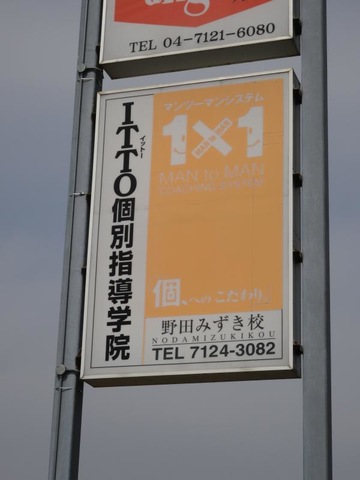 TEL 04-7121-6080
ITTO個別指導学院
イットー
マンツーマンシステム
1×1
MAN to MAN
COACHING SYSTEM
個、へのこだわり。
野田みずき校
NODAMIZUKIKOU
TEL 7124-3082